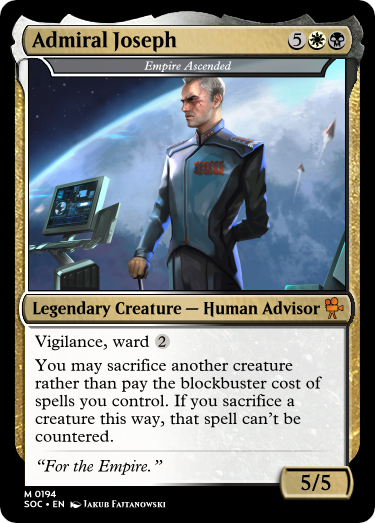 Admiral Joseph 5
Empire Ascended
Legendary Creature — Human Advisor
Vigilance, ward 2
You may sacrifice another creature
rather than pay the blockbuster cost of
spells you control. If you sacrifice a
creature this way, that spell can't be
countered.
“For the Empire.”
5/5
M 0194
SOC • EN Jakub Fajtanowski